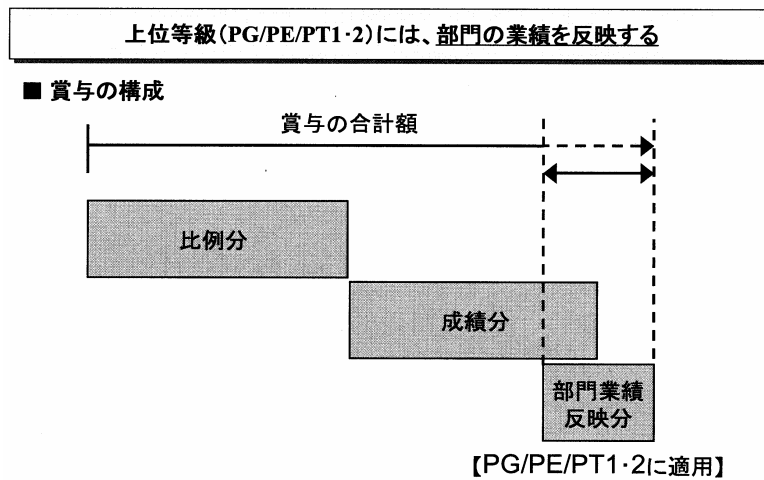 上位等級(PG/PE/PT1･2)には、部門の業績を反映する
■ 賞与の構成
賞与の合計額
比例分
成績分
部門業績
反映分
【PG/PE/PT1･2に適用】